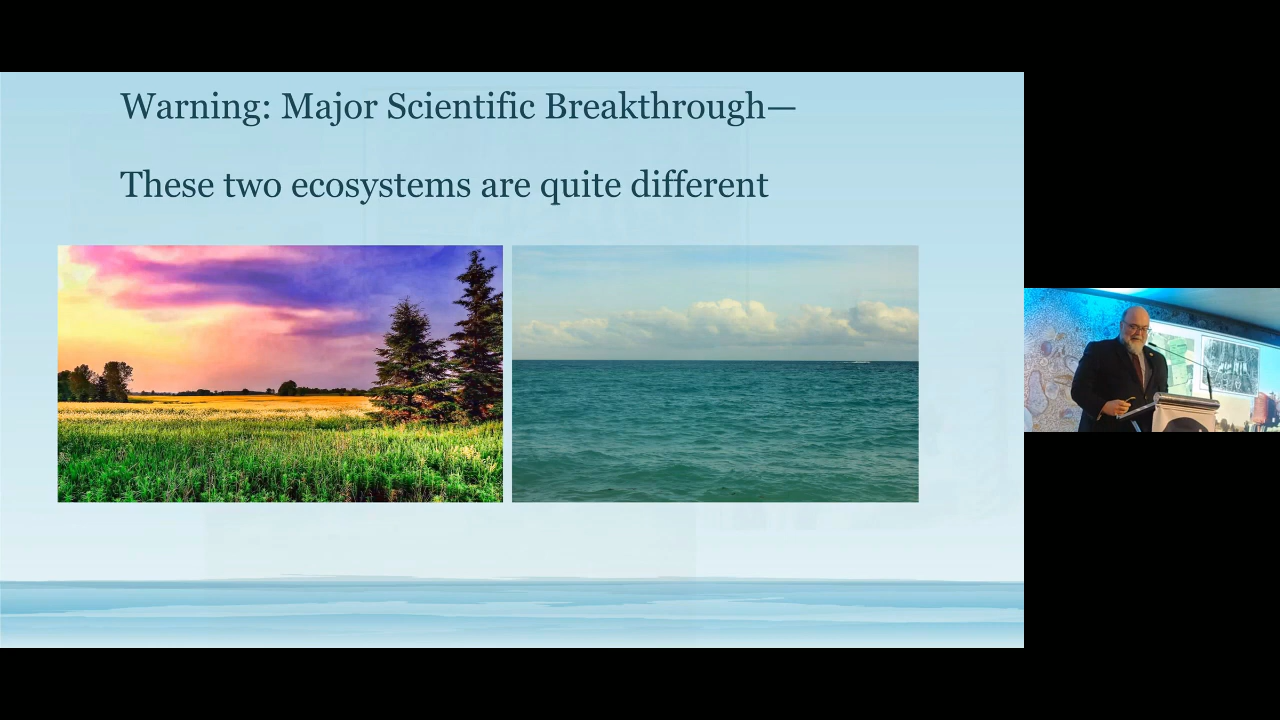 Warning: Major Scientific Breakthrough—
These two ecosystems are quite different